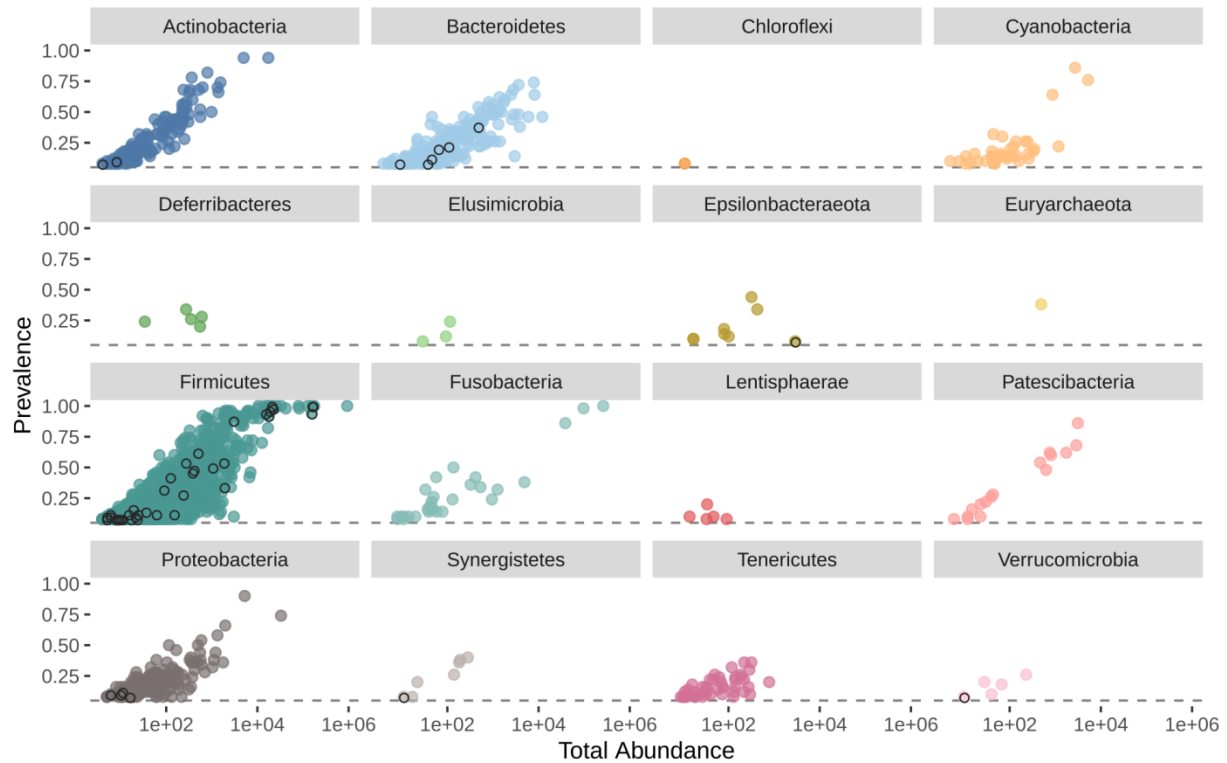 Actinobacteria Bacteroidetes Chloroflexi Cyanobacteria
1.00
0.75
0.50
0.25
Deferribacteres Elusimicrobia Epsilonbacteraeota Euryarchaeota
1.00
0.75
0.50
0.25
Prevalence
Firmicutes Fusobacteria Lentisphaerae Patescibacteria
1.00
0.75
0.50
0.25
Proteobacteria Synergistetes Tenericutes Verrucomicrobia
1.00
0.75
0.50
0.25
1e+02 1e+04 1e+06 1e+02 1e+04 1e+06 1e+02 1e+04 1e+06 1e+02 1e+04 1e+06
Total Abundance